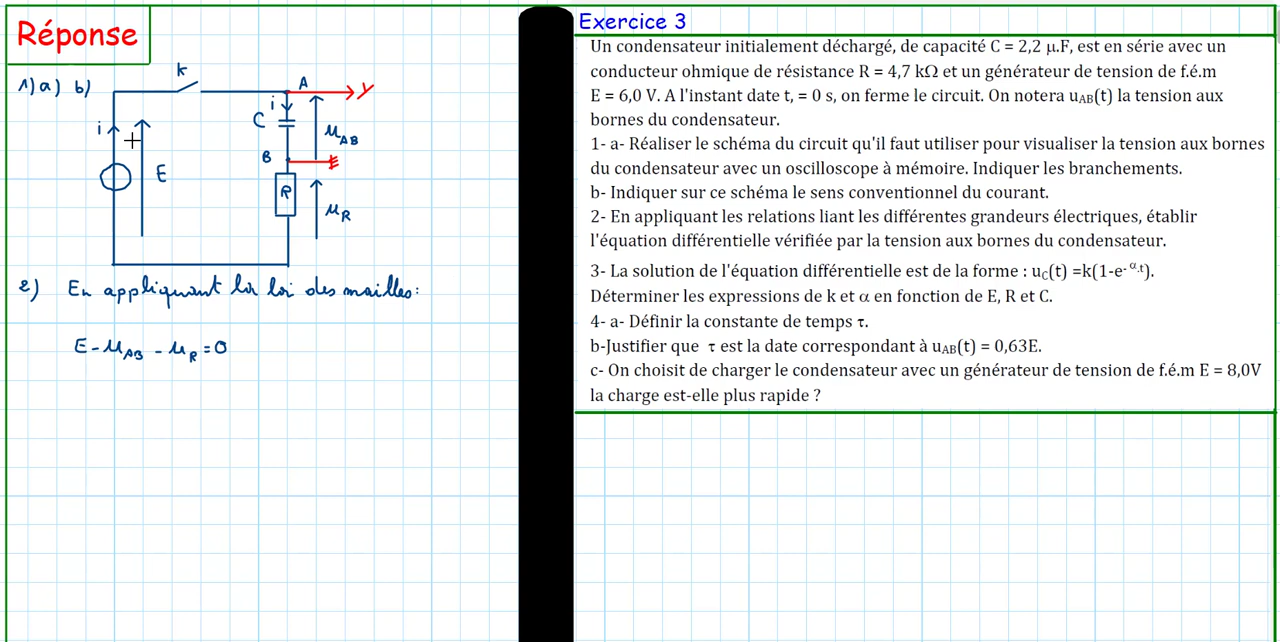 Réponse
1) a) b)
k
A
Y
i
i
C
u_AB
B
E
R
u_R
2) En appliquant la loi des mailles :
E - u_AB - u_R = 0
Exercice 3
Un condensateur initialement déchargé, de capacité C = 2,2 µ.F, est en série avec un
conducteur ohmique de résistance R = 4,7 kΩ et un générateur de tension de f.é.m
E = 6,0 V. A l'instant date t, = 0 s, on ferme le circuit. On notera uAB(t) la tension aux
bornes du condensateur.
1- a- Réaliser le schéma du circuit qu'il faut utiliser pour visualiser la tension aux bornes
du condensateur avec un oscilloscope à mémoire. Indiquer les branchements.
b- Indiquer sur ce schéma le sens conventionnel du courant.
2- En appliquant les relations liant les différentes grandeurs électriques, établir
l'équation différentielle vérifiée par la tension aux bornes du condensateur.
3- La solution de l'équation différentielle est de la forme : uC(t) =k(1-e-α.t).
Déterminer les expressions de k et α en fonction de E, R et C.
4- a- Définir la constante de temps τ.
b-Justifier que τ est la date correspondant à uAB(t) = 0,63E.
c- On choisit de charger le condensateur avec un générateur de tension de f.é.m E = 8,0V
la charge est-elle plus rapide ?